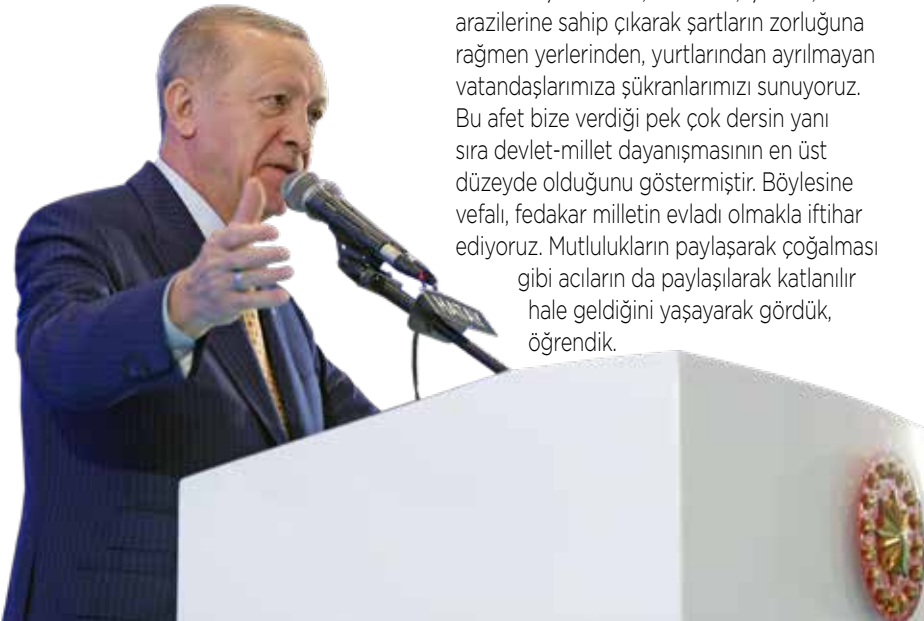 arazilerine sahip çıkarak şartların zorluğuna
rağmen yerlerinden, yurtlarından ayrılmayan
vatandaşlarımıza şükranlarımızı sunuyoruz.
Bu afet bize verdiği pek çok dersin yanı
sıra devlet-millet dayanışmasının en üst
düzeyde olduğunu göstermiştir. Böylesine
vefalı, fedakar milletin evladı olmakla iftihar
ediyoruz. Mutlulukların paylaşarak çoğalması
gibi acıların da paylaşılarak katlanılır
hale geldiğini yaşayarak gördük,
öğrendik.
HATAY